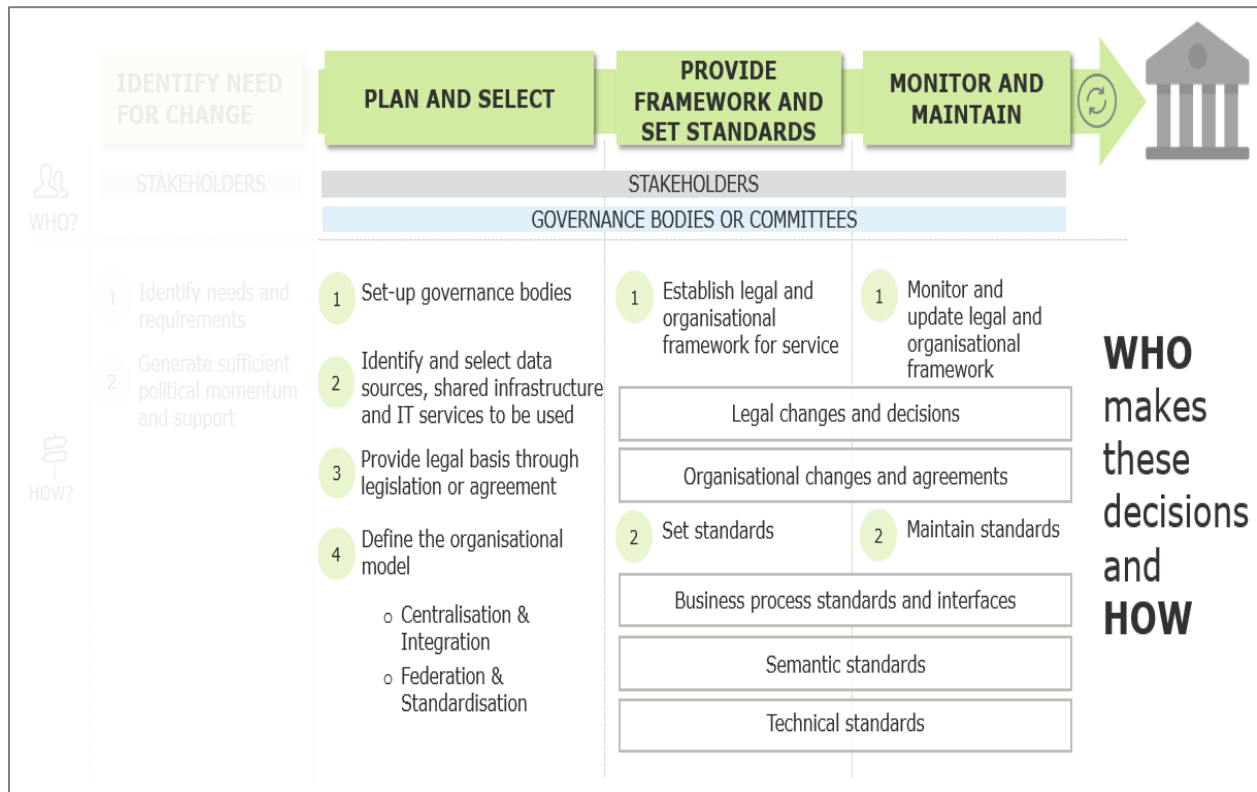 IDENTIFY NEED
FOR CHANGE
PLAN AND SELECT
PROVIDE
FRAMEWORK AND
SET STANDARDS
MONITOR AND
MAINTAIN
WHO?
STAKEHOLDERS
STAKEHOLDERS
GOVERNANCE BODIES OR COMMITTEES
HOW?
1 Identify needs and
requirements
2 Generate sufficient
political momentum
and support
1 Set-up governance bodies
2 Identify and select data
sources, shared infrastructure
and IT services to be used
3 Provide legal basis through
legislation or agreement
4 Define the organisational
model
o Centralisation &
Integration
o Federation &
Standardisation
1 Establish legal and
organisational
framework for service
1 Monitor and
update legal and
organisational
framework
Legal changes and decisions
Organisational changes and agreements
2 Set standards
2 Maintain standards
Business process standards and interfaces
Semantic standards
Technical standards
WHO
makes
these
decisions
and
HOW